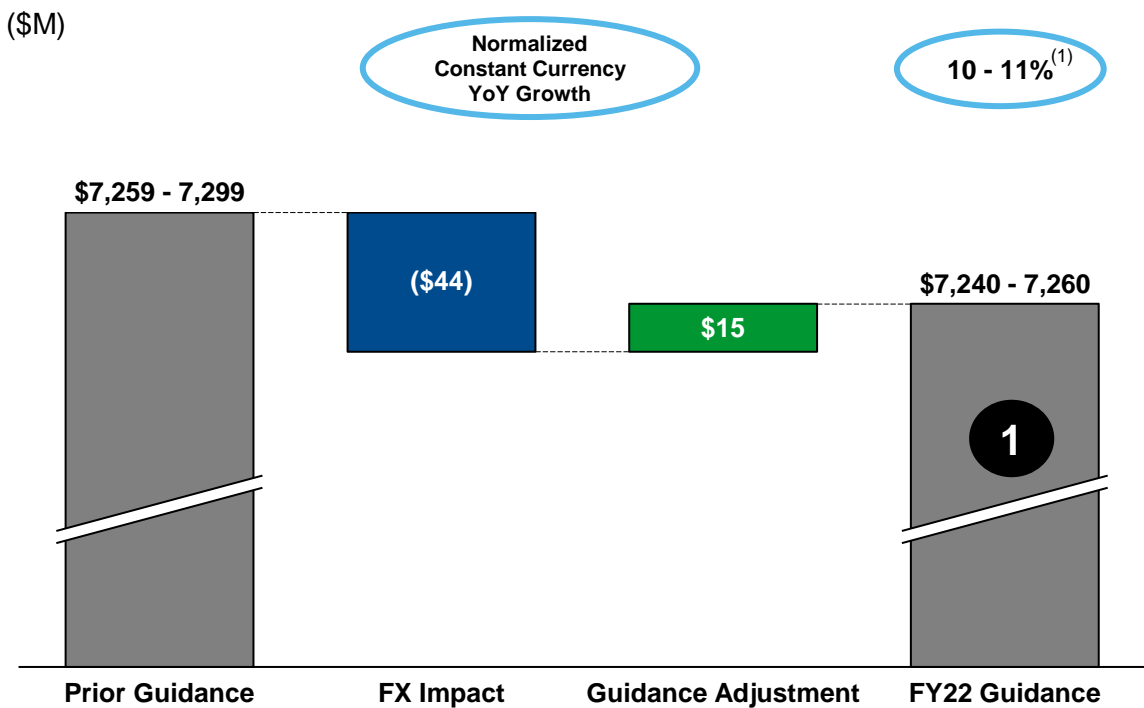 ($M)
Normalized
Constant Currency
YoY Growth
10 - 11%(1)
$7,259 - 7,299
($44)
$15
$7,240 - 7,260
1
Prior Guidance
FX Impact
Guidance Adjustment
FY22 Guidance